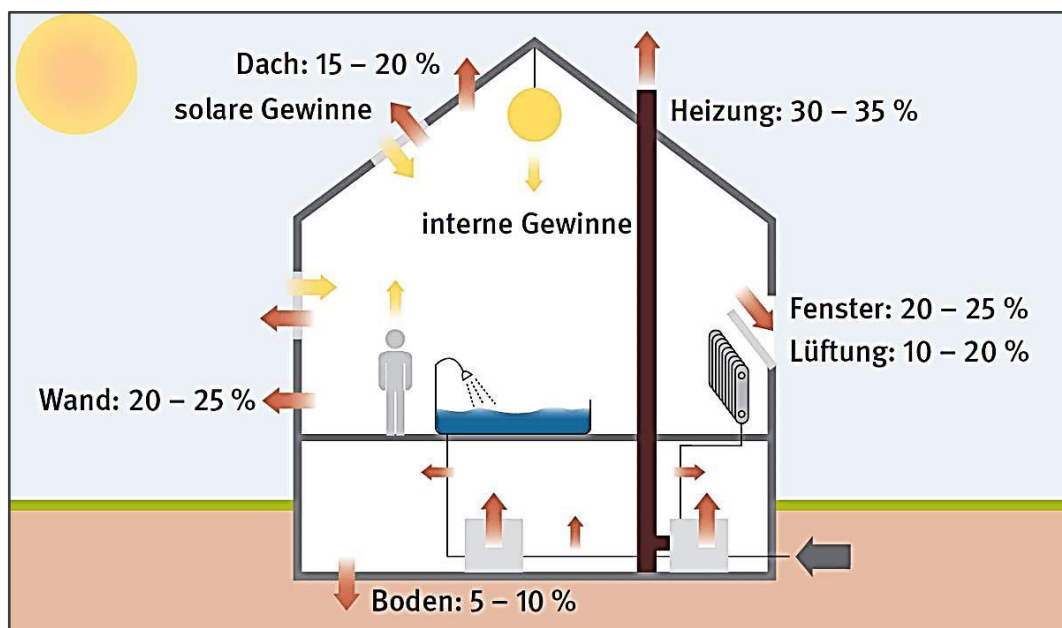 Dach: 15 – 20 %
solare Gewinne
Heizung: 30 – 35 %
interne Gewinne
Fenster: 20 – 25 %
Lüftung: 10 – 20 %
Wand: 20 – 25 %
Boden: 5 – 10 %